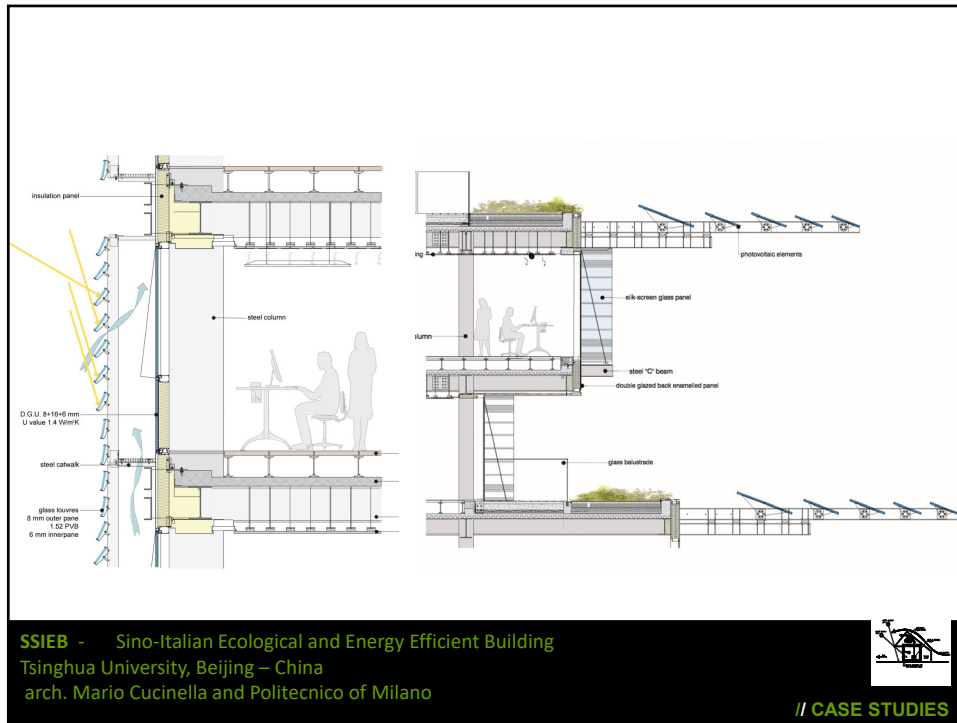 insulation panel
steel column
D.G.U. 8+16+6 mm
U value 1.4 W/m²K
steel catwalk
glass louvres
8 mm outer pane
1.52 PVB
6 mm innerpane
photovoltaic elements
silk-screen glass panel
steel "C" beam
double glazed back enamelled panel
glass balustrade
SSIEB - Sino-Italian Ecological and Energy Efficient Building
Tsinghua University, Beijing – China
arch. Mario Cucinella and Politecnico of Milano
// CASE STUDIES